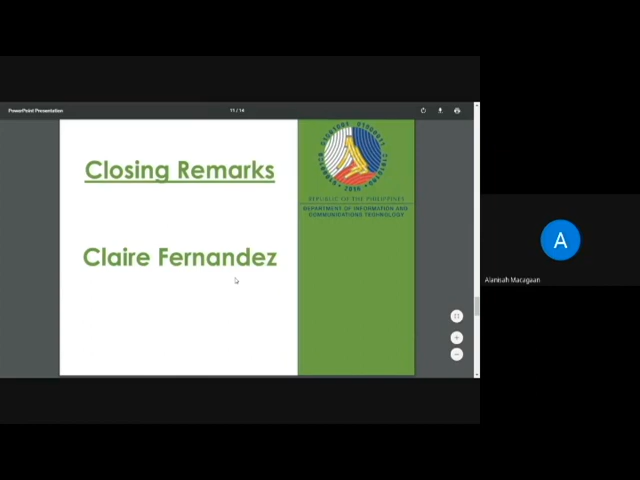 PowerPoint Presentation
11 / 14
Closing Remarks
Claire Fernandez
2016
REPUBLIC OF THE PHILIPPINES
DEPARTMENT OF INFORMATION AND
COMMUNICATIONS TECHNOLOGY
A
Alanisah Macagaan